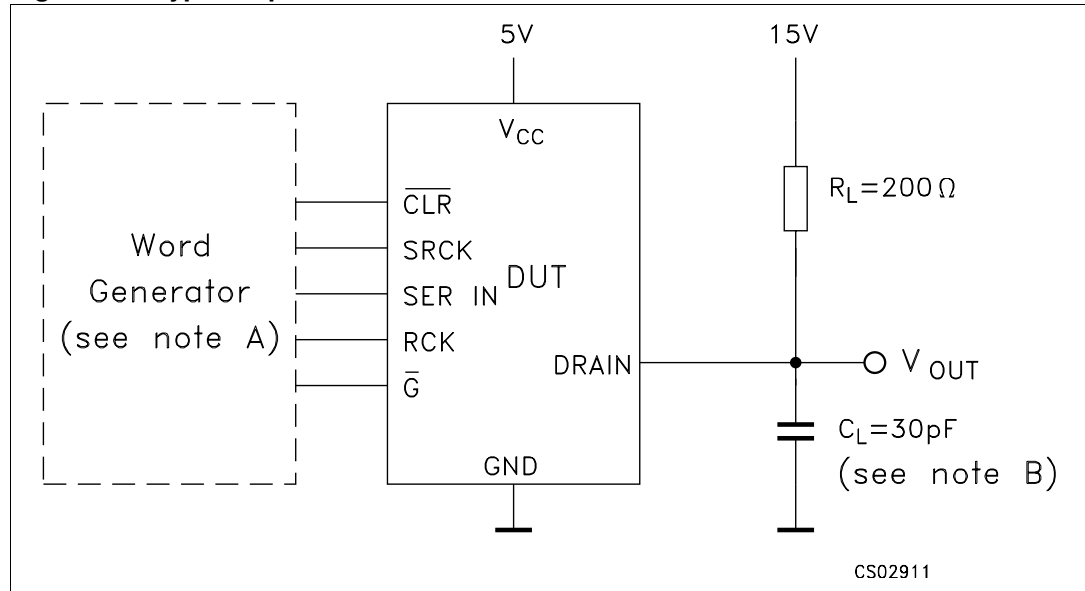 5V
15V
VCC
CLR
SRCK
SER IN
RCK
G
DUT
DRAIN
GND
Word
Generator
(see note A)
RL=200Ω
VOUT
CL=30pF
(see note B)
CS02911